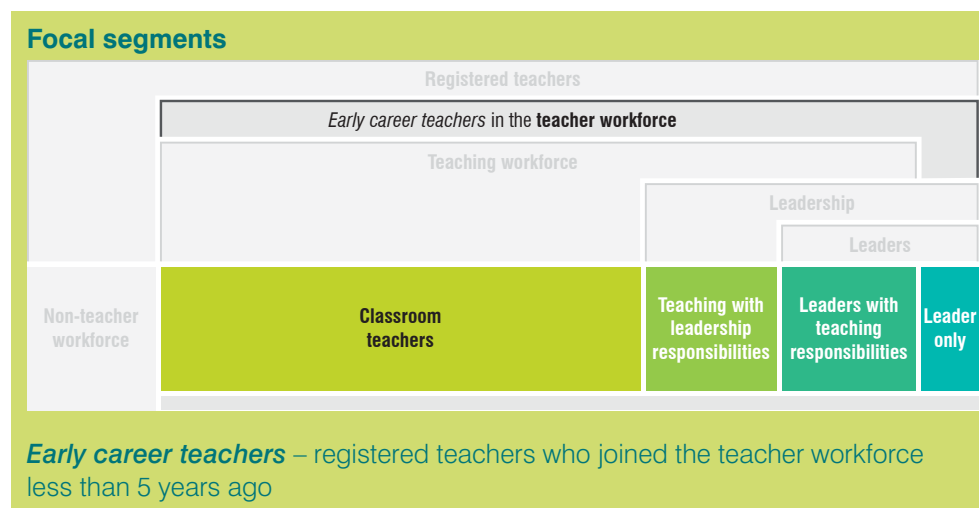 Focal segments
Registered teachers
Early career teachers in the teacher workforce
Teaching workforce
Leadership
Leaders
Non-teacher
workforce
Classroom
teachers
Teaching with
leadership
responsibilities
Leaders with
teaching
responsibilities
Leader
only
Early career teachers – registered teachers who joined the teacher workforce
less than 5 years ago